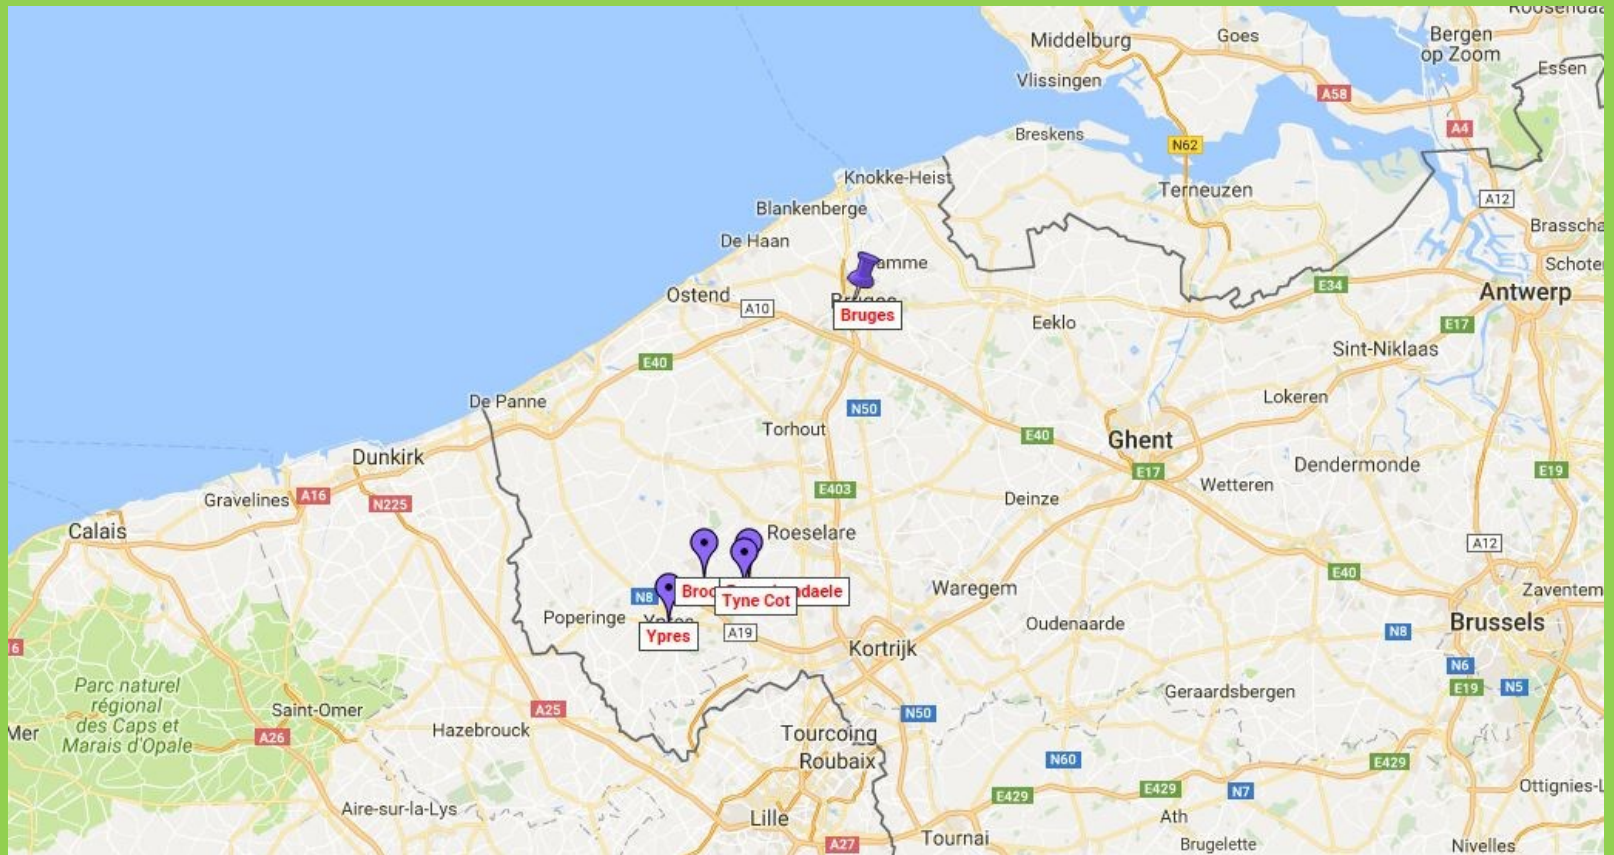 Middelburg
Goes
Bergen
op Zoom
Essen
Vlissingen
A58
Breskens
N62
A4
Knokke-Heist
Terneuzen
A12
Blankenberge
De Haan
Bruges
Ostend
A10
E34
Antwerp
Eeklo
E17
Sint-Niklaas
E40
Lokeren
De Panne
N50
Torhout
E40
Ghent
E17
Dunkirk
Dendermonde
E19
Wetteren
E403
Deinze
Gravelines
A16
N225
Calais
Roeselare
A12
E40
Waregem
Zaventem
N8
Tyne Cot
Poperinge
Ypres
A19
Oudenaarde
Brussels
N8
Kortrijk
N6
E19
N5
Geraardsbergen
Parc naturel
régional
des Caps et
Marais d'Opale
Saint-Omer
A25
N50
Hazebrouck
A26
Tourcoing
Roubaix
N60
E429
E429
E429
N7
Aire-sur-la-Lys
Lille
Ath
A27
Tournai
Brugelette
Nivelles